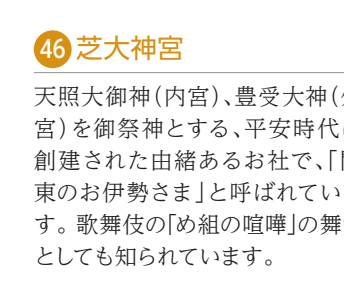 46 芝大神宮
天照大御神(内宮)、豊受大神(
宮)を御祭神とする、平安時代
創建された由緒あるお社で、「
東のお伊勢さま」と呼ばれてい
す。歌舞伎の「め組の喧嘩」の舞
としても知られています。